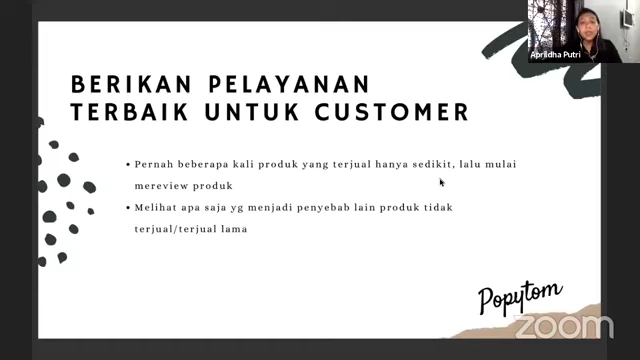 BERIKAN PELAYANAN
TERBAIK UNTUK CUSTOMER
• Pernah beberapa kali produk yang terjual hanya sedikit, lalu mulai
mereview produk
• Melihat apa saja yg menjadi penyebab lain produk tidak
terjual/terjual lama
Popytom
zoom
Aprildha Putri